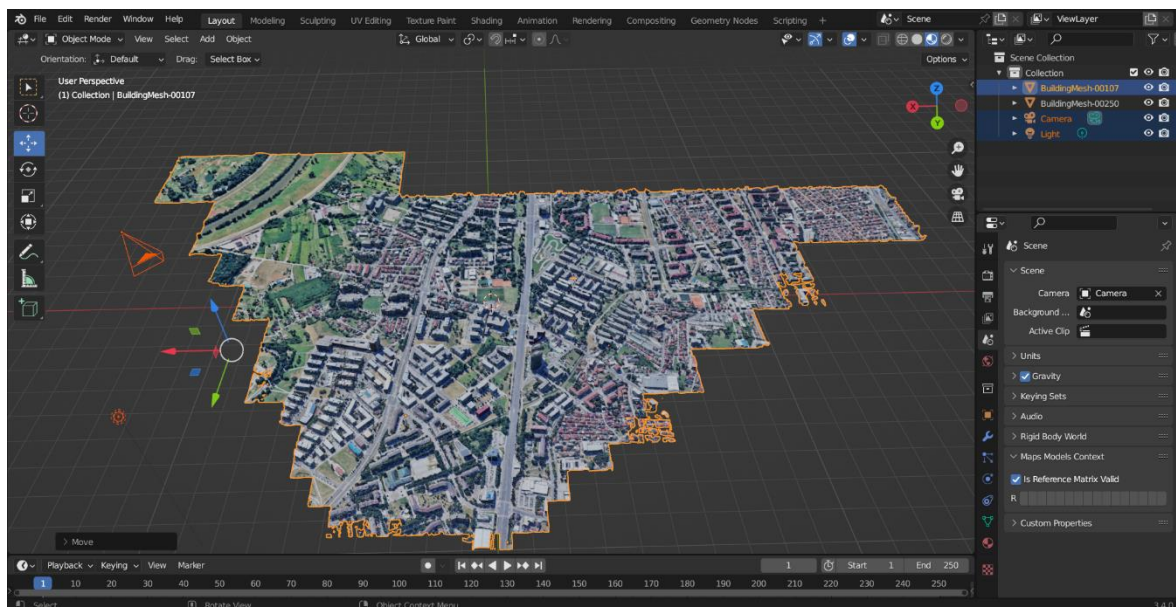 File Edit Render Window Help Layout Modeling Sculpting UV Editing Texture Paint Shading Animation Rendering Compositing Geometry Nodes Scripting + Scene ViewLayer
Object Mode View Select Add Object Global
Orientation: Default Drag: Select Box Options
User Perspective
(1) Collection | BuildingMesh-00107
Z
X
Y
Move
Scene Collection
Collection
BuildingMesh-00107
BuildingMesh-00250
Camera
Light
Scene
Scene
Camera Camera
Background ...
Active Clip
Units
Gravity
Keying Sets
Audio
Rigid Body World
Maps Models Context
Is Reference Matrix Valid
R
Custom Properties
Playback Keying View Marker 1 Start 1 End 250
1 10 20 30 40 50 60 70 80 90 100 110 120 130 140 150 160 170 180 190 200 210 220 230 240 250
Select Rotate View Object Context Menu 3.4.0